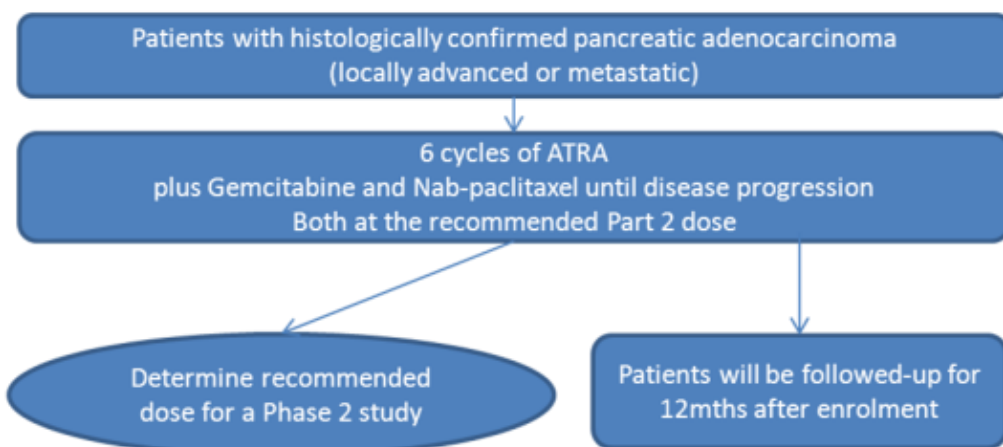 Patients with histologically confirmed pancreatic adenocarcinoma
(locally advanced or metastatic)
6 cycles of ATRA
plus Gemcitabine and Nab-paclitaxel until disease progression
Both at the recommended Part 2 dose
Determine recommended
dose for a Phase 2 study
Patients will be followed-up for
12mths after enrolment